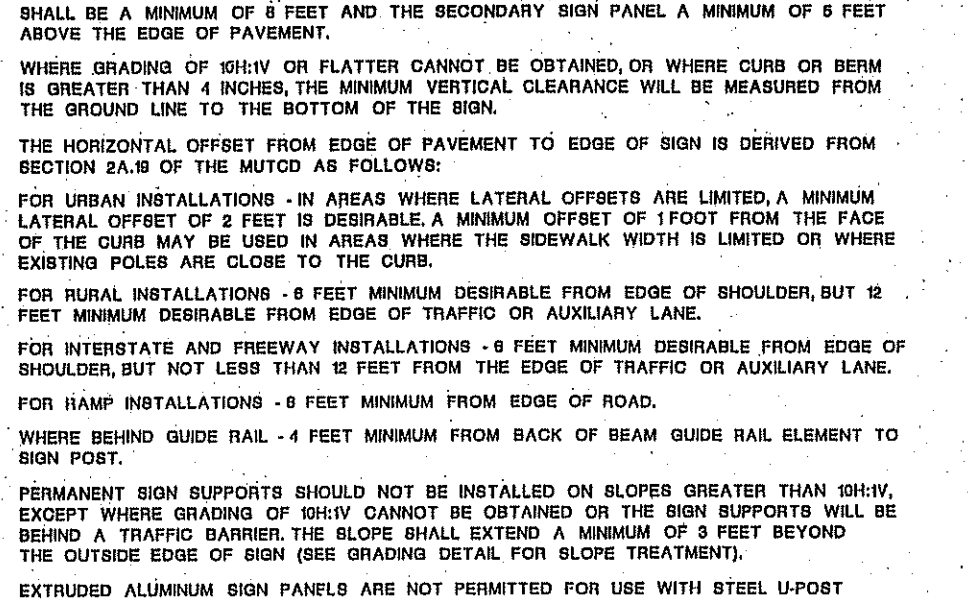 SHALL BE A MINIMUM OF 8 FEET AND THE SECONDARY SIGN PANEL A MINIMUM OF 5 FEET
ABOVE THE EDGE OF PAVEMENT.
WHERE GRADING OF 10H:1V OR FLATTER CANNOT BE OBTAINED, OR WHERE CURB OR BERM
IS GREATER THAN 4 INCHES, THE MINIMUM VERTICAL CLEARANCE WILL BE MEASURED FROM
THE GROUND LINE TO THE BOTTOM OF THE SIGN.
THE HORIZONTAL OFFSET FROM EDGE OF PAVEMENT TO EDGE OF SIGN IS DERIVED FROM
SECTION 2A.19 OF THE MUTCD AS FOLLOWS:
FOR URBAN INSTALLATIONS - IN AREAS WHERE LATERAL OFFSETS ARE LIMITED, A MINIMUM
LATERAL OFFSET OF 2 FEET IS DESIRABLE. A MINIMUM OFFSET OF 1 FOOT FROM THE FACE
OF THE CURB MAY BE USED IN AREAS WHERE THE SIDEWALK WIDTH IS LIMITED OR WHERE
EXISTING POLES ARE CLOSE TO THE CURB.
FOR RURAL INSTALLATIONS - 6 FEET MINIMUM DESIRABLE FROM EDGE OF SHOULDER, BUT 12
FEET MINIMUM DESIRABLE FROM EDGE OF TRAFFIC OR AUXILIARY LANE.
FOR INTERSTATE AND FREEWAY INSTALLATIONS - 6 FEET MINIMUM DESIRABLE FROM EDGE OF
SHOULDER, BUT NOT LESS THAN 12 FEET FROM THE EDGE OF TRAFFIC OR AUXILIARY LANE.
FOR RAMP INSTALLATIONS - 6 FEET MINIMUM FROM EDGE OF ROAD.
WHERE BEHIND GUIDE RAIL - 4 FEET MINIMUM FROM BACK OF BEAM GUIDE RAIL ELEMENT TO
SIGN POST.
PERMANENT SIGN SUPPORTS SHOULD NOT BE INSTALLED ON SLOPES GREATER THAN 10H:1V,
EXCEPT WHERE GRADING OF 10H:1V CANNOT BE OBTAINED OR THE SIGN SUPPORTS WILL BE
BEHIND A TRAFFIC BARRIER. THE SLOPE SHALL EXTEND A MINIMUM OF 3 FEET BEYOND
THE OUTSIDE EDGE OF SIGN (SEE GRADING DETAIL FOR SLOPE TREATMENT).
EXTRUDED ALUMINUM SIGN PANELS ARE NOT PERMITTED FOR USE WITH STEEL U-POST